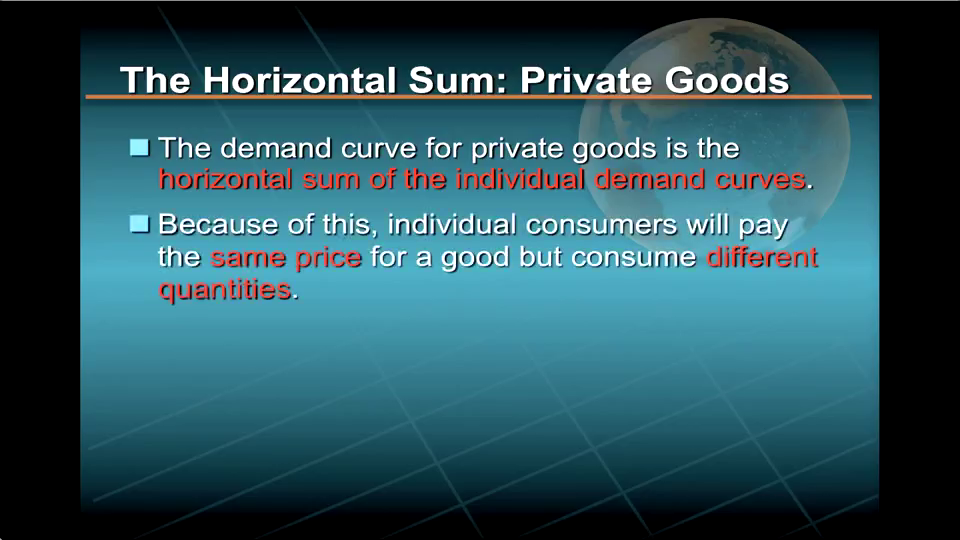 The Horizontal Sum: Private Goods
The demand curve for private goods is the
horizontal sum of the individual demand curves.
Because of this, individual consumers will pay
the same price for a good but consume different
quantities.